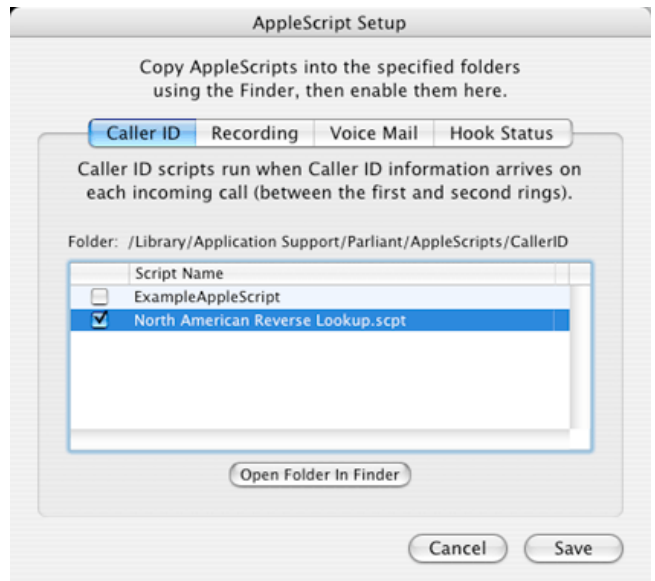 AppleScript Setup
Copy AppleScripts into the specified folders
using the Finder, then enable them here.
Caller ID Recording Voice Mail Hook Status
Caller ID scripts run when Caller ID information arrives on
each incoming call (between the first and second rings).
Folder: /Library/Application Support/Parliant/AppleScripts/CallerID
Script Name
ExampleAppleScript
North American Reverse Lookup.scpt
Open Folder In Finder
Cancel Save